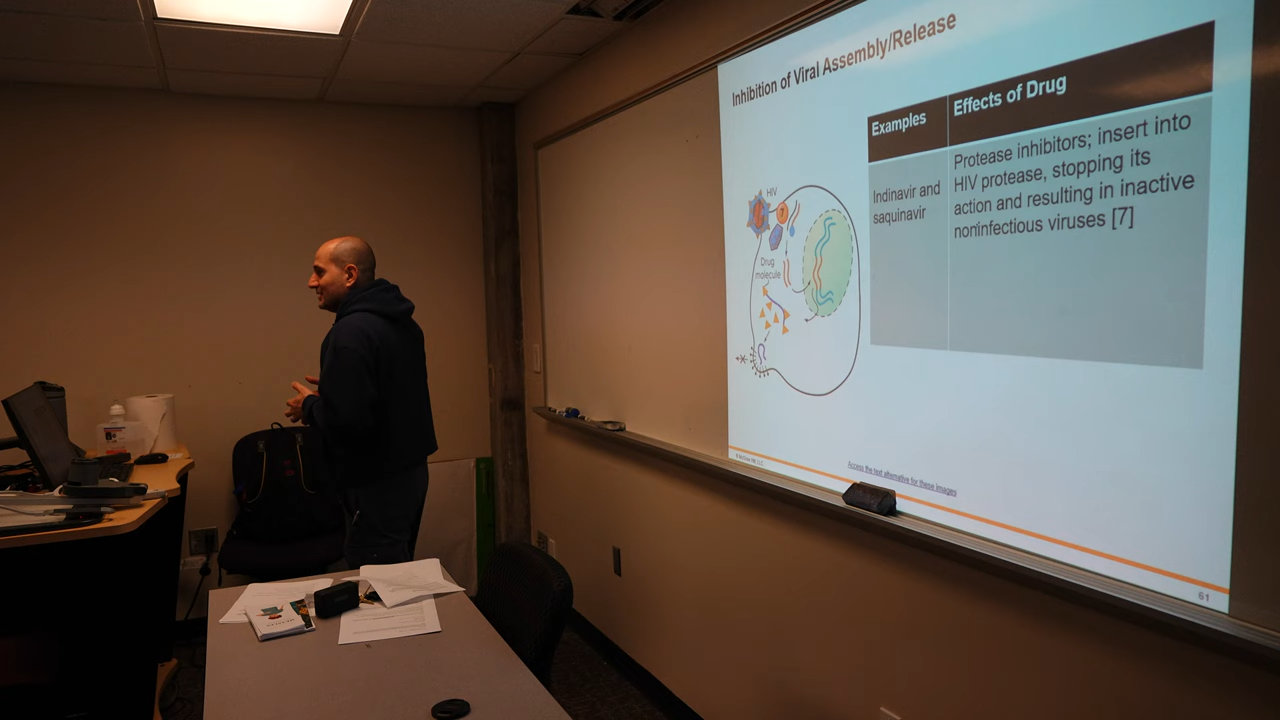 Inhibition of Viral Assembly/Release
Examples
Effects of Drug
Indinavir and
saquinavir
Protease inhibitors; insert into
HIV protease, stopping its
action and resulting in inactive
noninfectious viruses [7]
HIV
7
Drug
molecule
Access the text alternative for these images
61